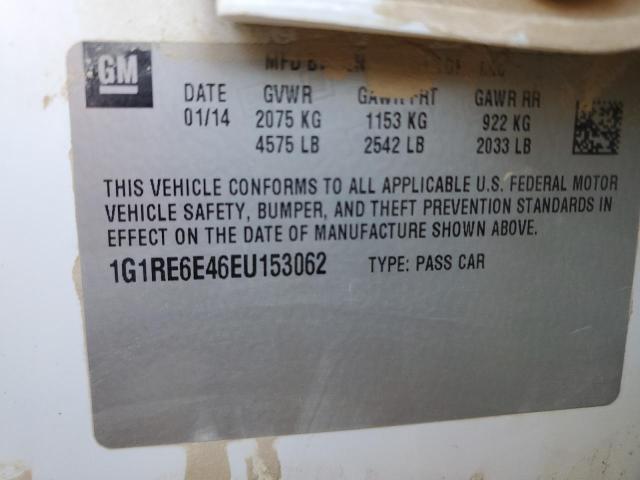 GM
MFD BY
DATE GVWR GAWR FRT GAWR RR
01/14 2075 KG 1153 KG 922 KG
4575 LB 2542 LB 2033 LB
THIS VEHICLE CONFORMS TO ALL APPLICABLE U.S. FEDERAL MOTOR
VEHICLE SAFETY, BUMPER, AND THEFT PREVENTION STANDARDS IN
EFFECT ON THE DATE OF MANUFACTURE SHOWN ABOVE.
1G1RE6E46EU153062 TYPE: PASS CAR